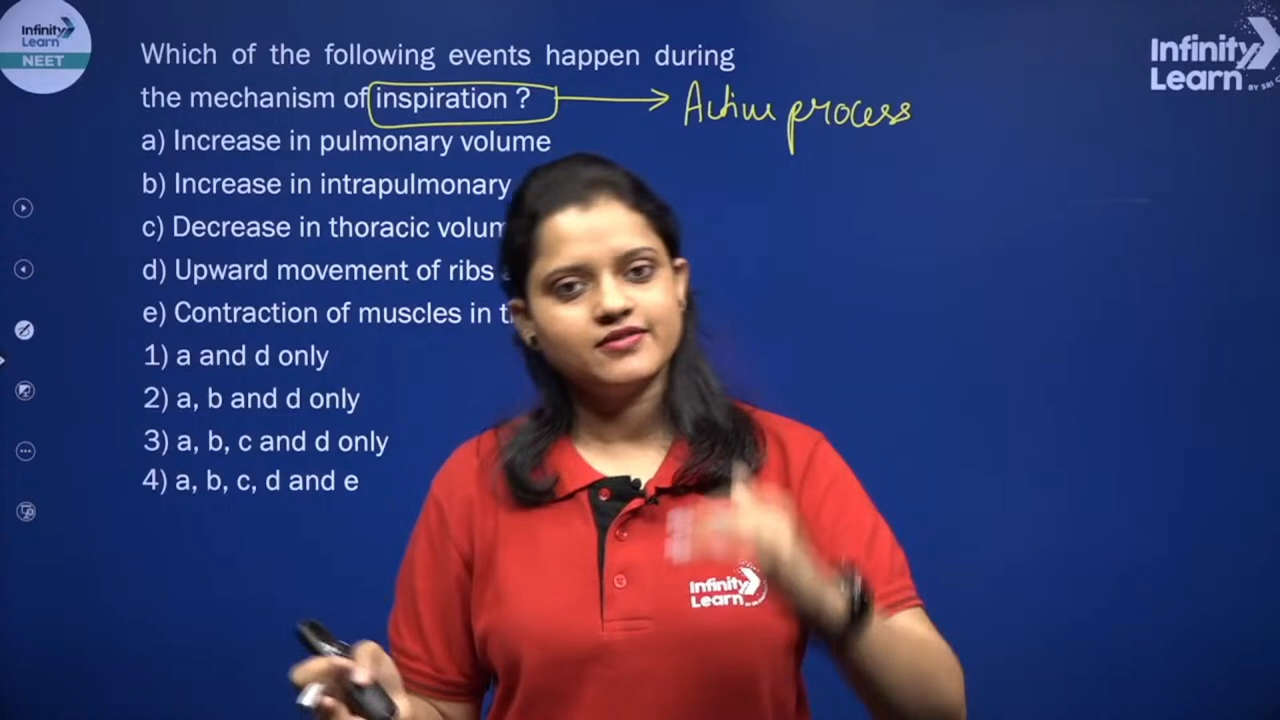 Infinity
Learn
NEET
Infinity
Learn
BY SRI C
Which of the following events happen during
the mechanism of inspiration ?
Active process
a) Increase in pulmonary volume
b) Increase in intrapulmonary
c) Decrease in thoracic volum
d) Upward movement of ribs
e) Contraction of muscles in t
1) a and d only
2) a, b and d only
3) a, b, c and d only
4) a, b, c, d and e
Infinity
Learn